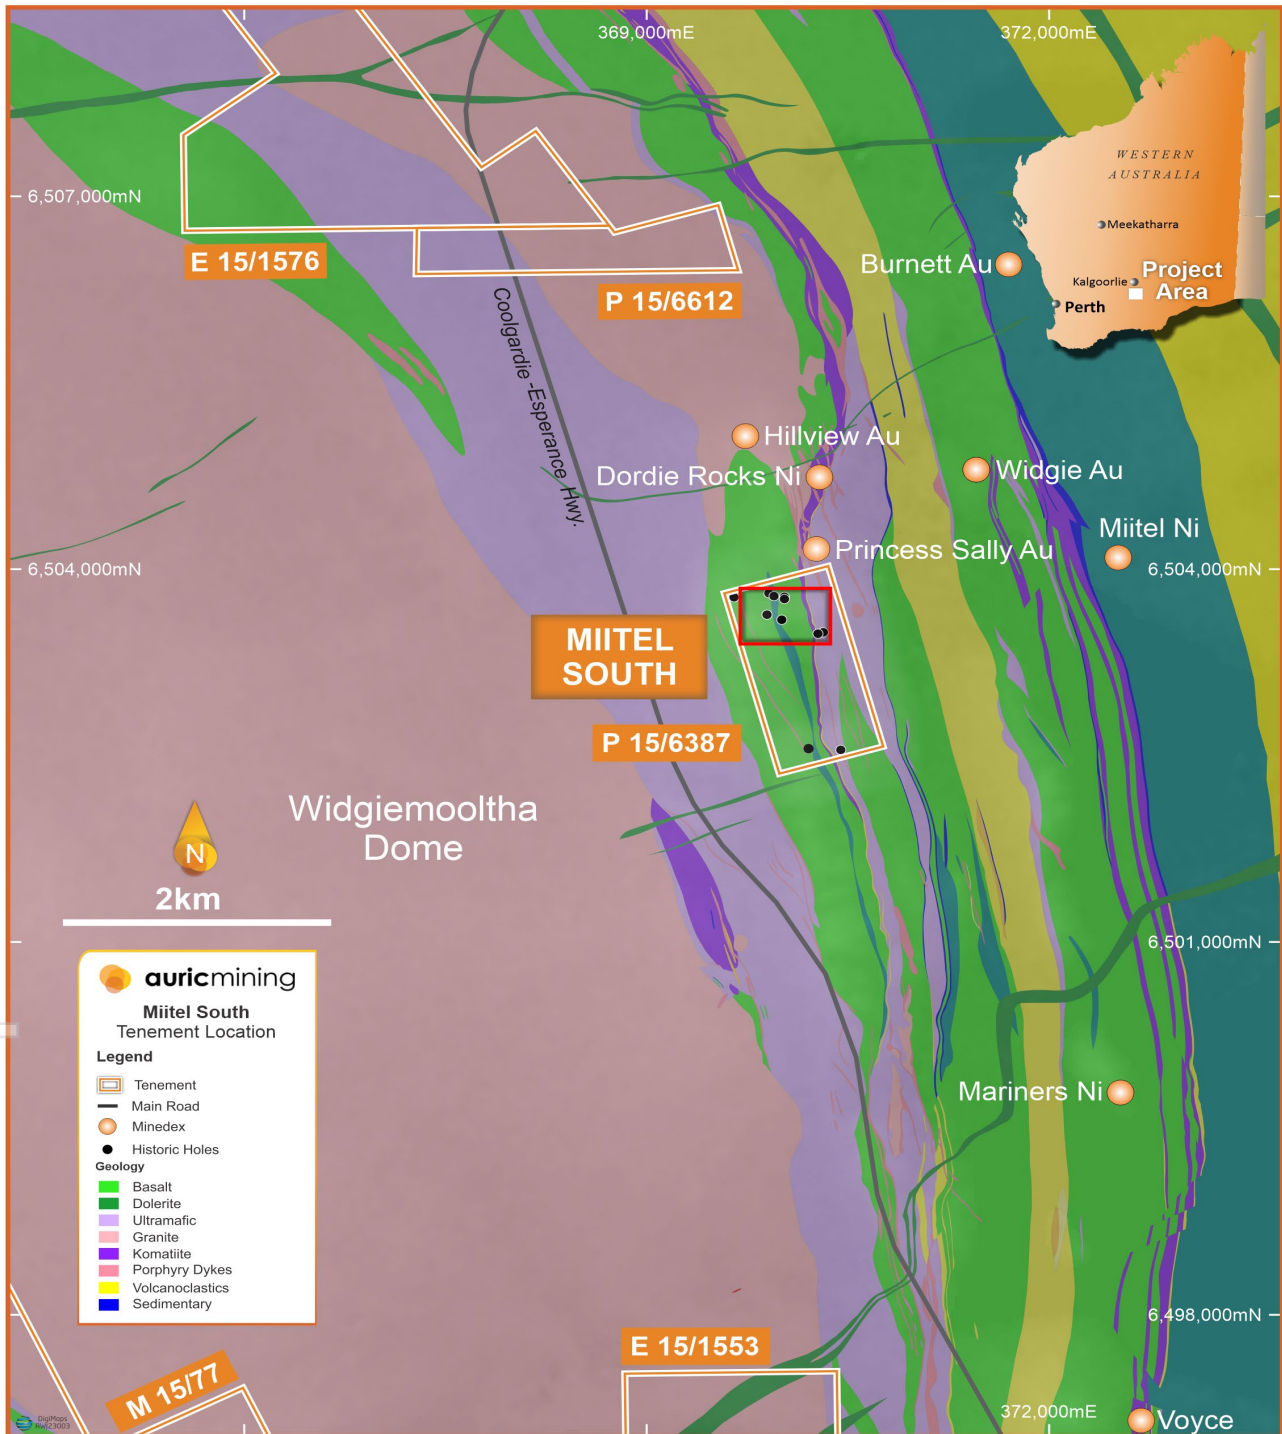 369,000mE
372,000mE
WESTERN
AUSTRALIA
6,507,000mN
Meekatharra
E 15/1576
Burnett Au
Kalgoorlie
Project
Area
Perth
P 15/6612
Coolgardie -Esperance Hwy.
Hillview Au
Dordie Rocks Ni
Widgie Au
Miitel Ni
Princess Sally Au
6,504,000mN
6,504,000mN
MIITEL
SOUTH
P 15/6387
Widgiemooltha
Dome
N
2km
6,501,000mN
auricmining
Miitel South
Tenement Location
Legend
Tenement
Main Road
Minedex
Historic Holes
Geology
Basalt
Dolerite
Ultramafic
Granite
Komatiite
Porphyry Dykes
Volcanoclastics
Sedimentary
Mariners Ni
6,498,000mN
E 15/1553
M 15/77
372,000mE
Voyce
DigiMaps